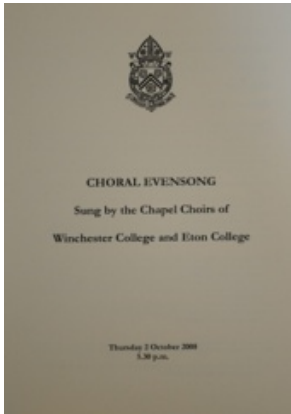 CHORAL EVENSONG
Sung by the Chapel Choirs of
Winchester College and Eton College
Thursday 2 October 2008
5.30 p.m.